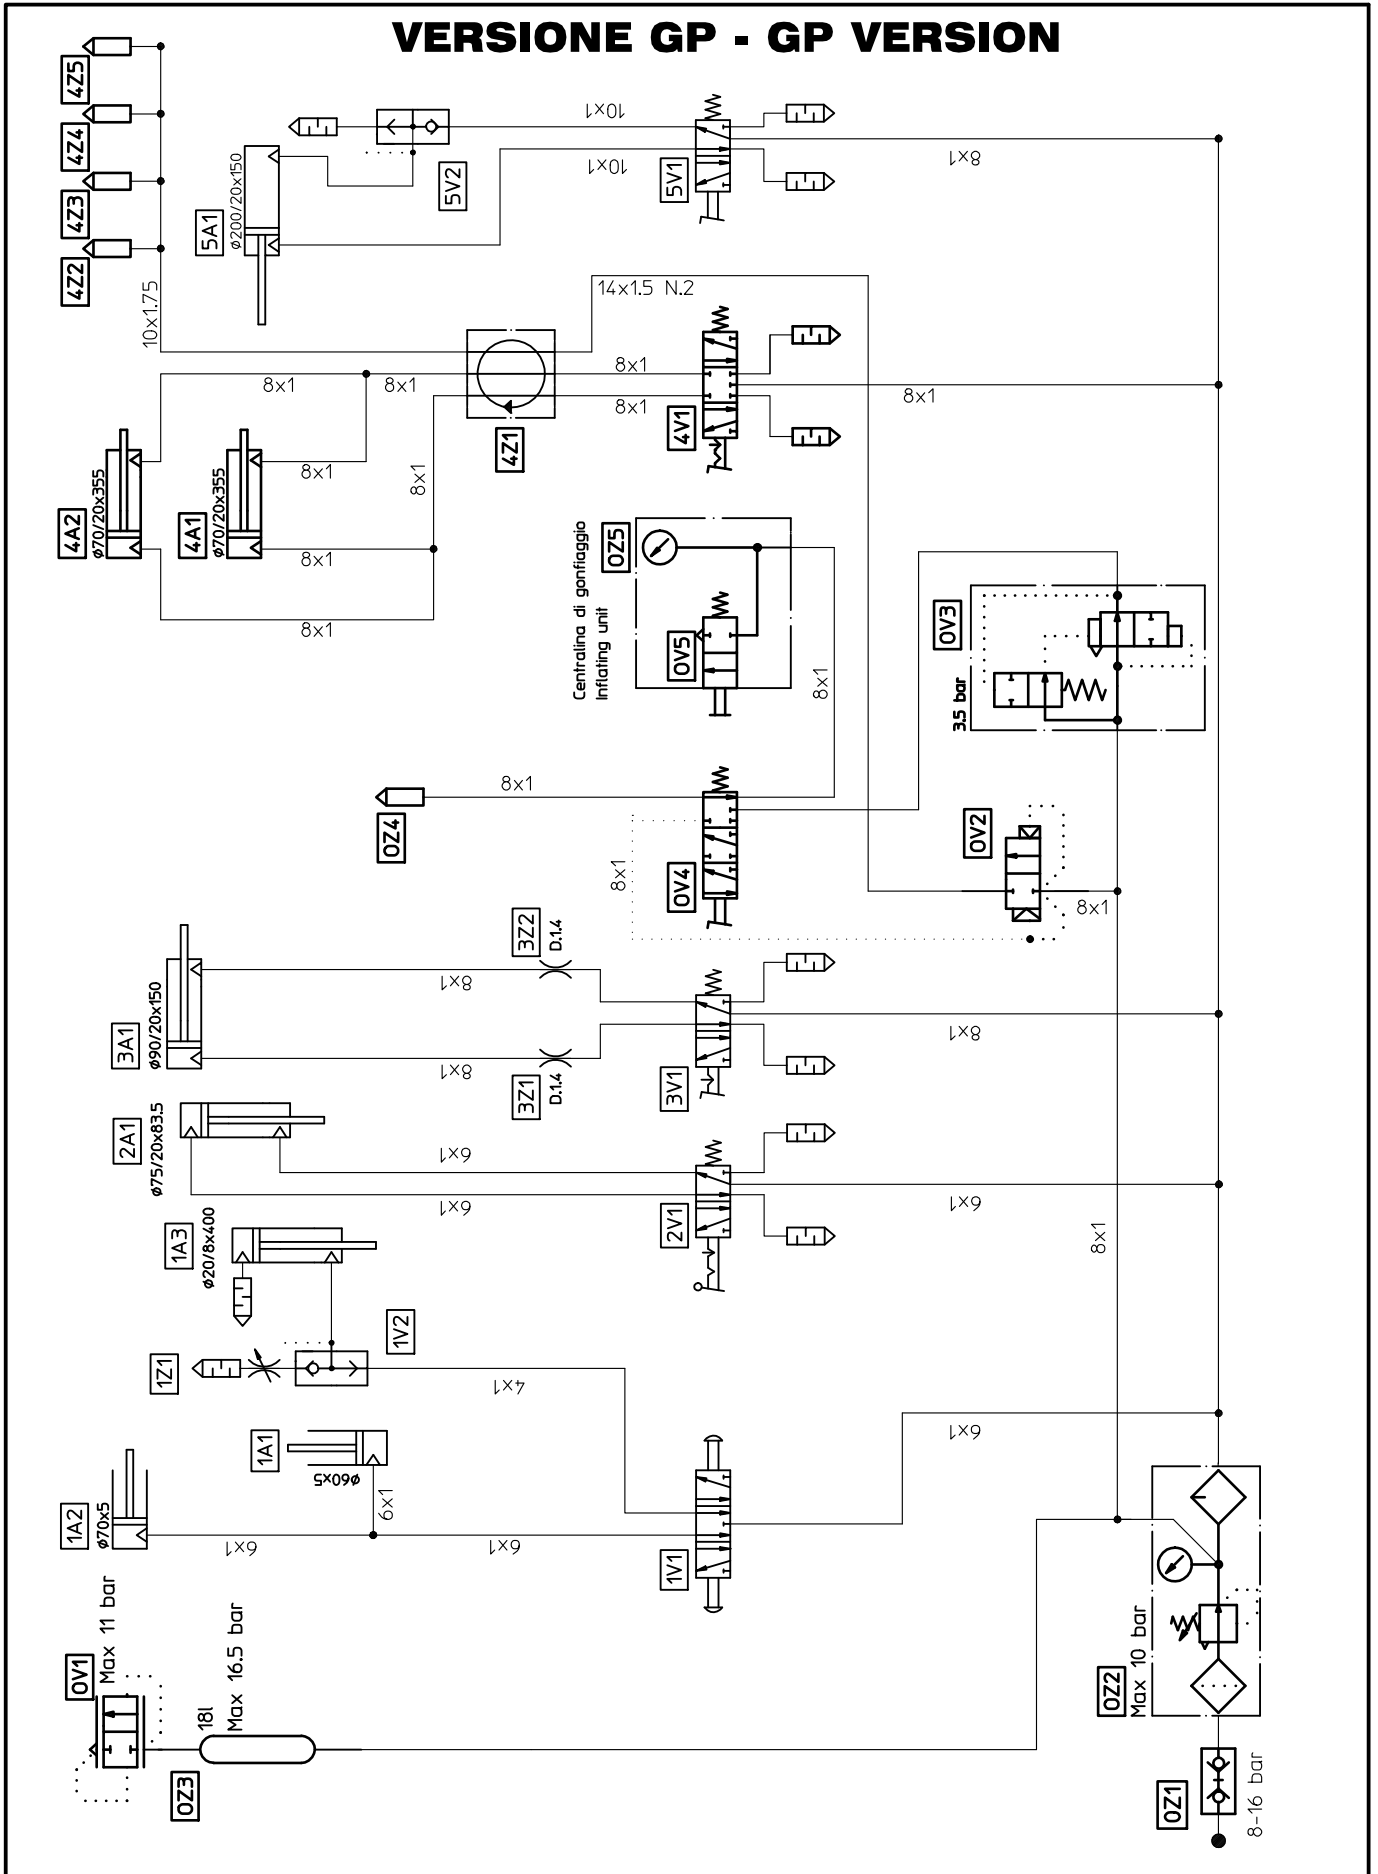 VERSIONE GP - GP VERSION
4Z5
4Z4
4Z3
4Z2
10x1.75
5A1
ø200/20x150
5V2
10x1
10x1
5V1
8x1
14x1.5 N.2
8x1
8x1
4Z1
8x1
8x1
4V1
8x1
4A2
ø70/20x355
4A1
ø70/20x355
8x1
8x1
8x1
8x1
Centralina di gonfiaggio
Inflating unit
0Z5
0V5
8x1
0V3
3.5 bar
0Z4
8x1
8x1
0V4
0V2
8x1
3A1
ø90/20x150
8x1
8x1
3Z2
D.1.4
3Z1
D.1.4
3V1
8x1
2A1
ø75/20x83.5
6x1
6x1
2V1
6x1
8x1
1A3
ø20/8x400
1Z1
1V2
4x1
1A1
ø60x5
6x1
1A2
ø70x5
6x1
6x1
1V1
6x1
0V1
Max 11 bar
18l
Max 16.5 bar
0Z3
0Z2
Max 10 bar
0Z1
8-16 bar